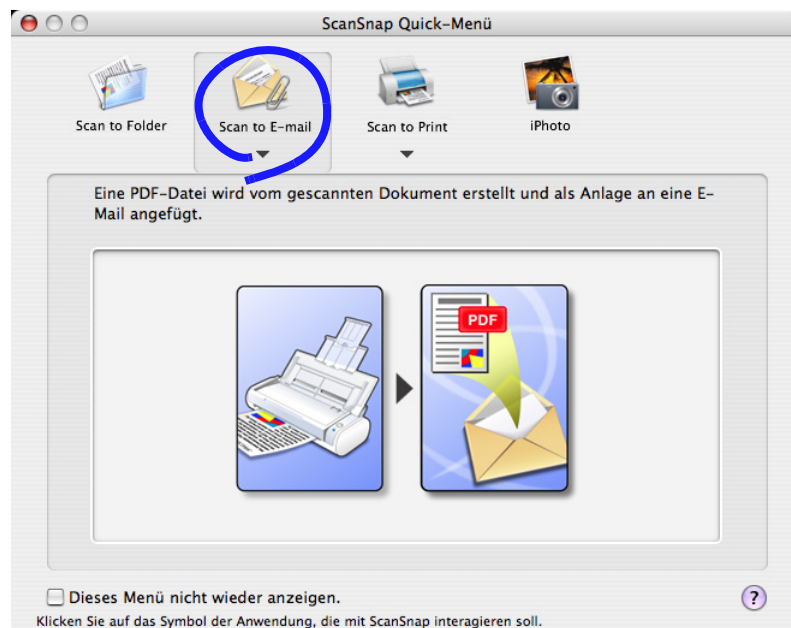 ScanSnap Quick-Menü
Scan to Folder
Scan to E-mail
Scan to Print
iPhoto
Eine PDF-Datei wird vom gescannten Dokument erstellt und als Anlage an eine E-
Mail angefügt.
PDF
Dieses Menü nicht wieder anzeigen.
?
Klicken Sie auf das Symbol der Anwendung, die mit ScanSnap interagieren soll.